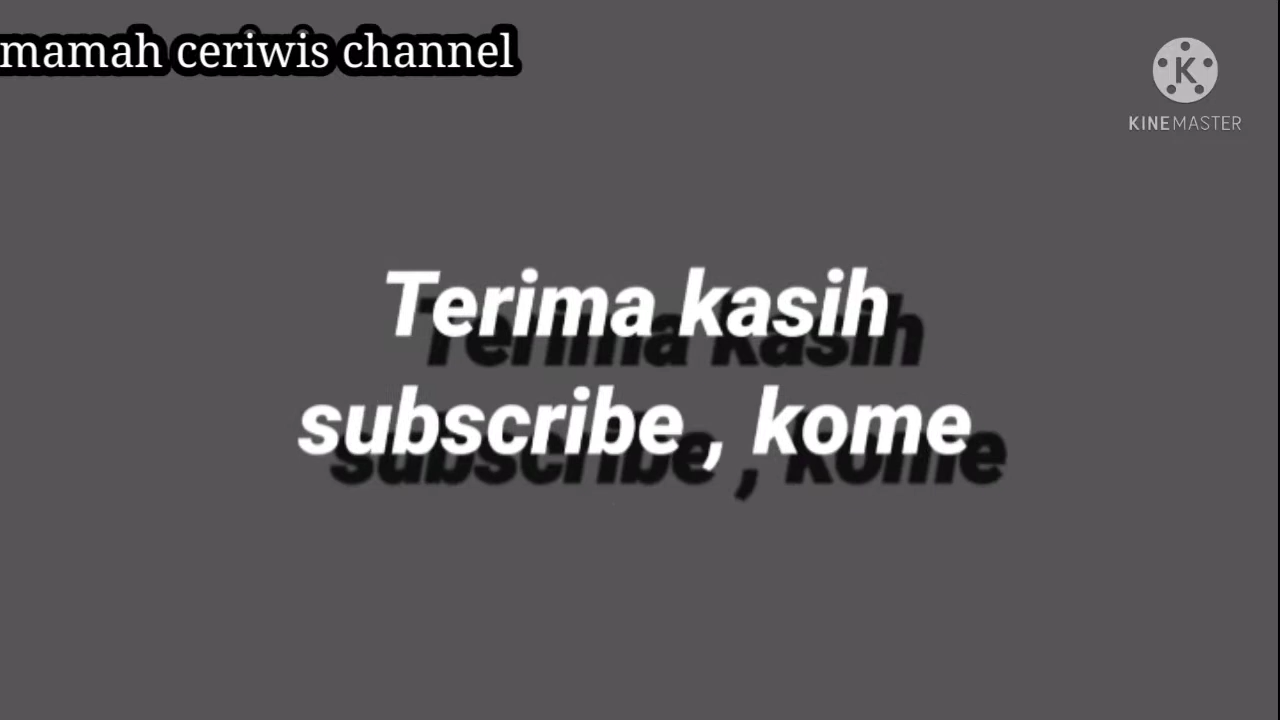 mamah ceriwis channel
K
KINEMASTER
Terima kasih
subscribe , kome